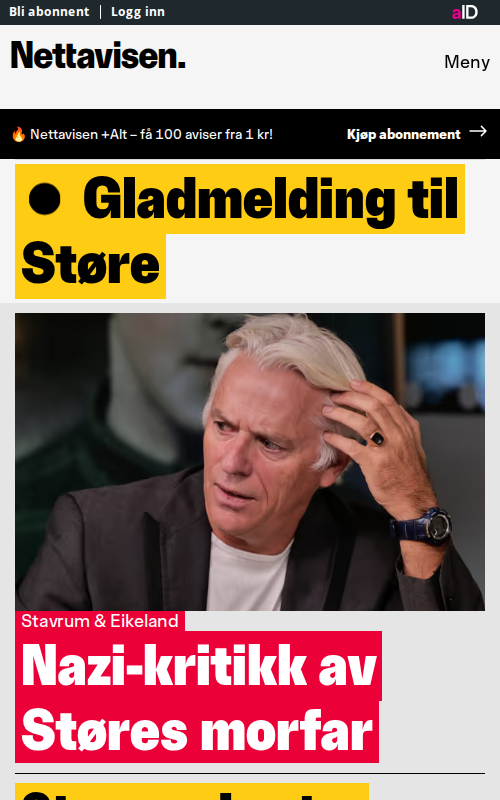 Bli abonnent | Logg inn
aID
Nettavisen.
Meny
🔥 Nettavisen +Alt – få 100 aviser fra 1 kr!
Kjøp abonnement →
● Gladmelding til
Støre
Stavrum & Eikeland
Nazi-kritikk av
Støres morfar